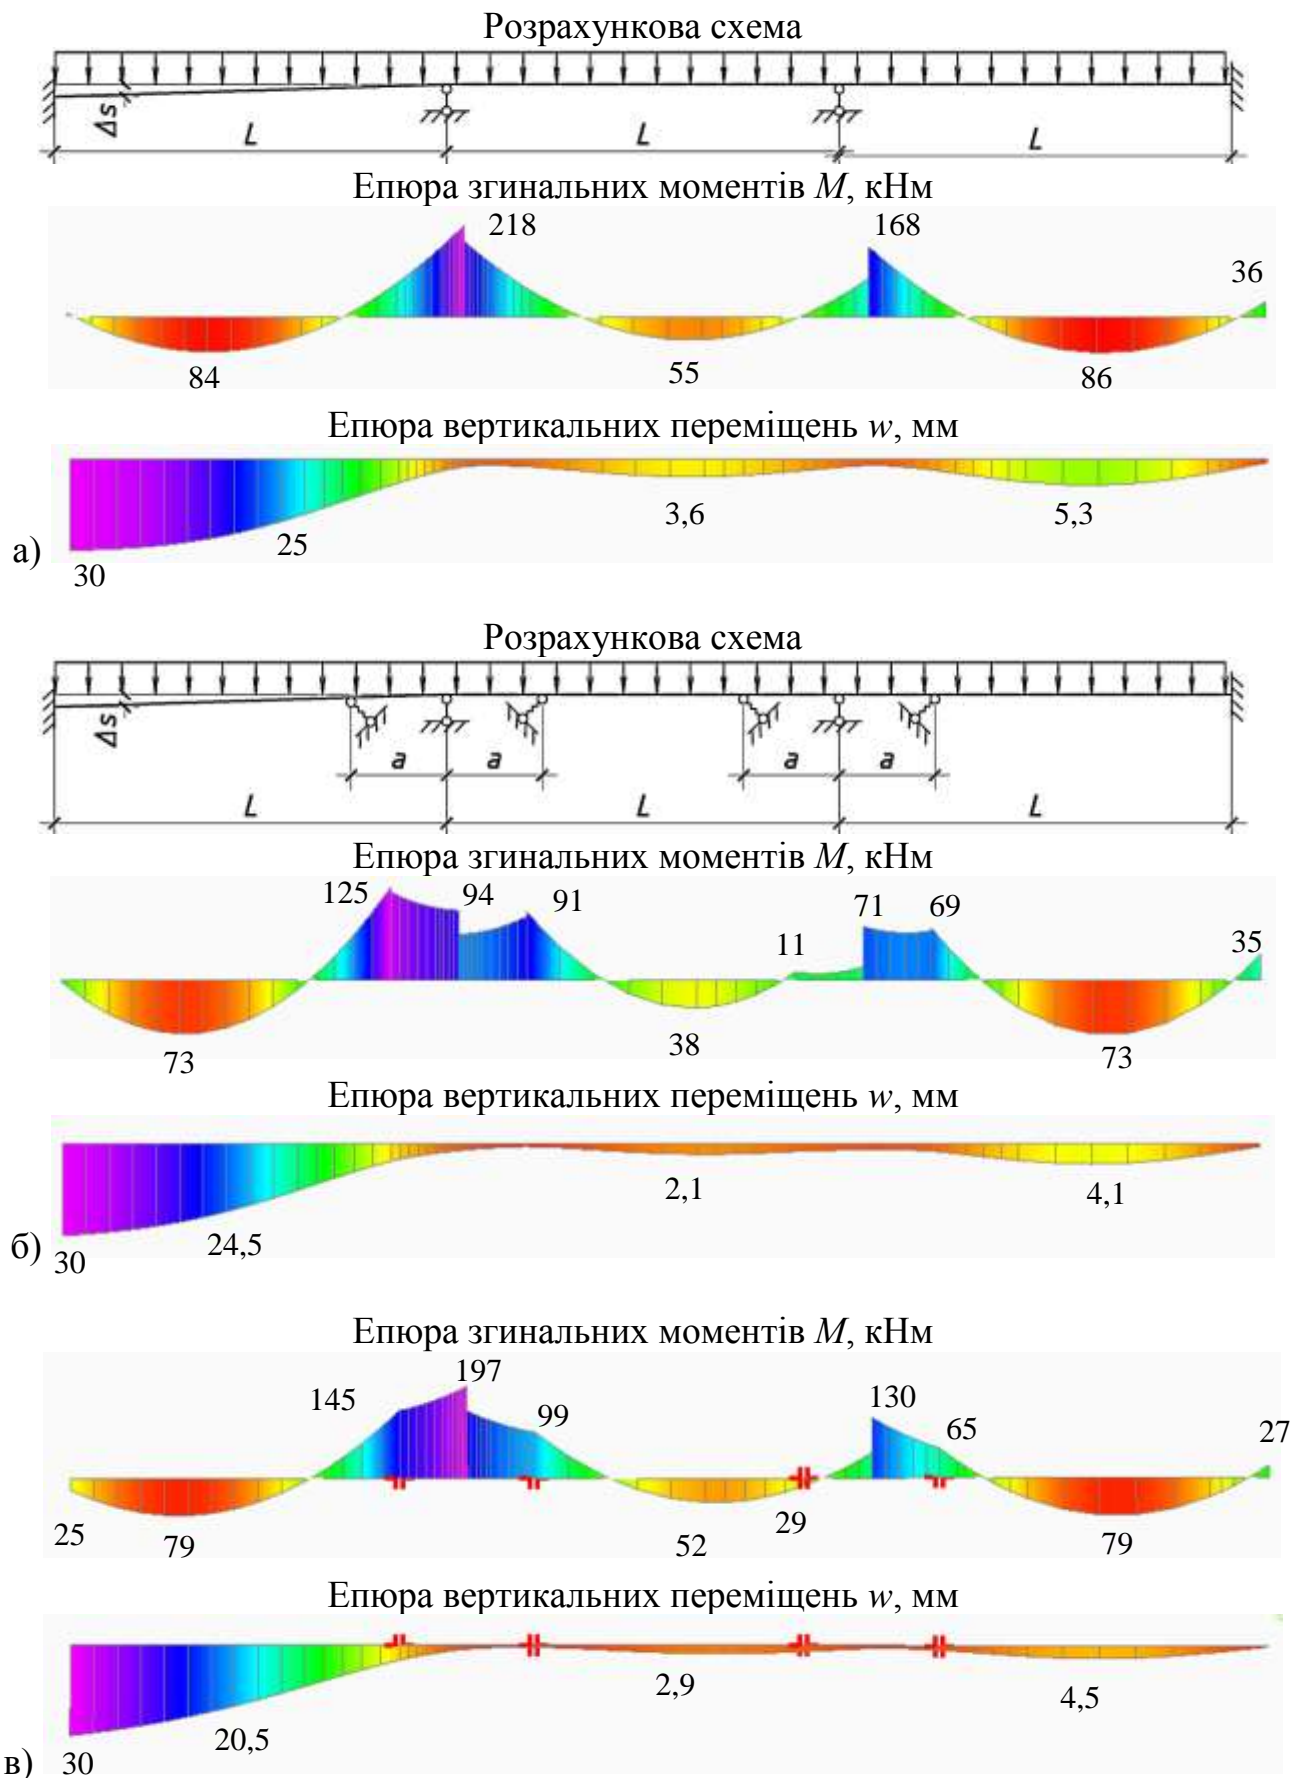 Розрахункова схема
Δs
L L L
Епюра згинальних моментів M, кНм
218 168
36
84 55 86
Епюра вертикальних переміщень w, мм
25 3,6 5,3
а) 30
Розрахункова схема
Δs
a a a a
L L L
Епюра згинальних моментів M, кНм
125 94 91 71 69
11 35
73 38 73
Епюра вертикальних переміщень w, мм
24,5 2,1 4,1
б) 30
Епюра згинальних моментів M, кНм
145 197 99 130 65 27
25 79 52 29 79
Епюра вертикальних переміщень w, мм
20,5 2,9 4,5
в) 30